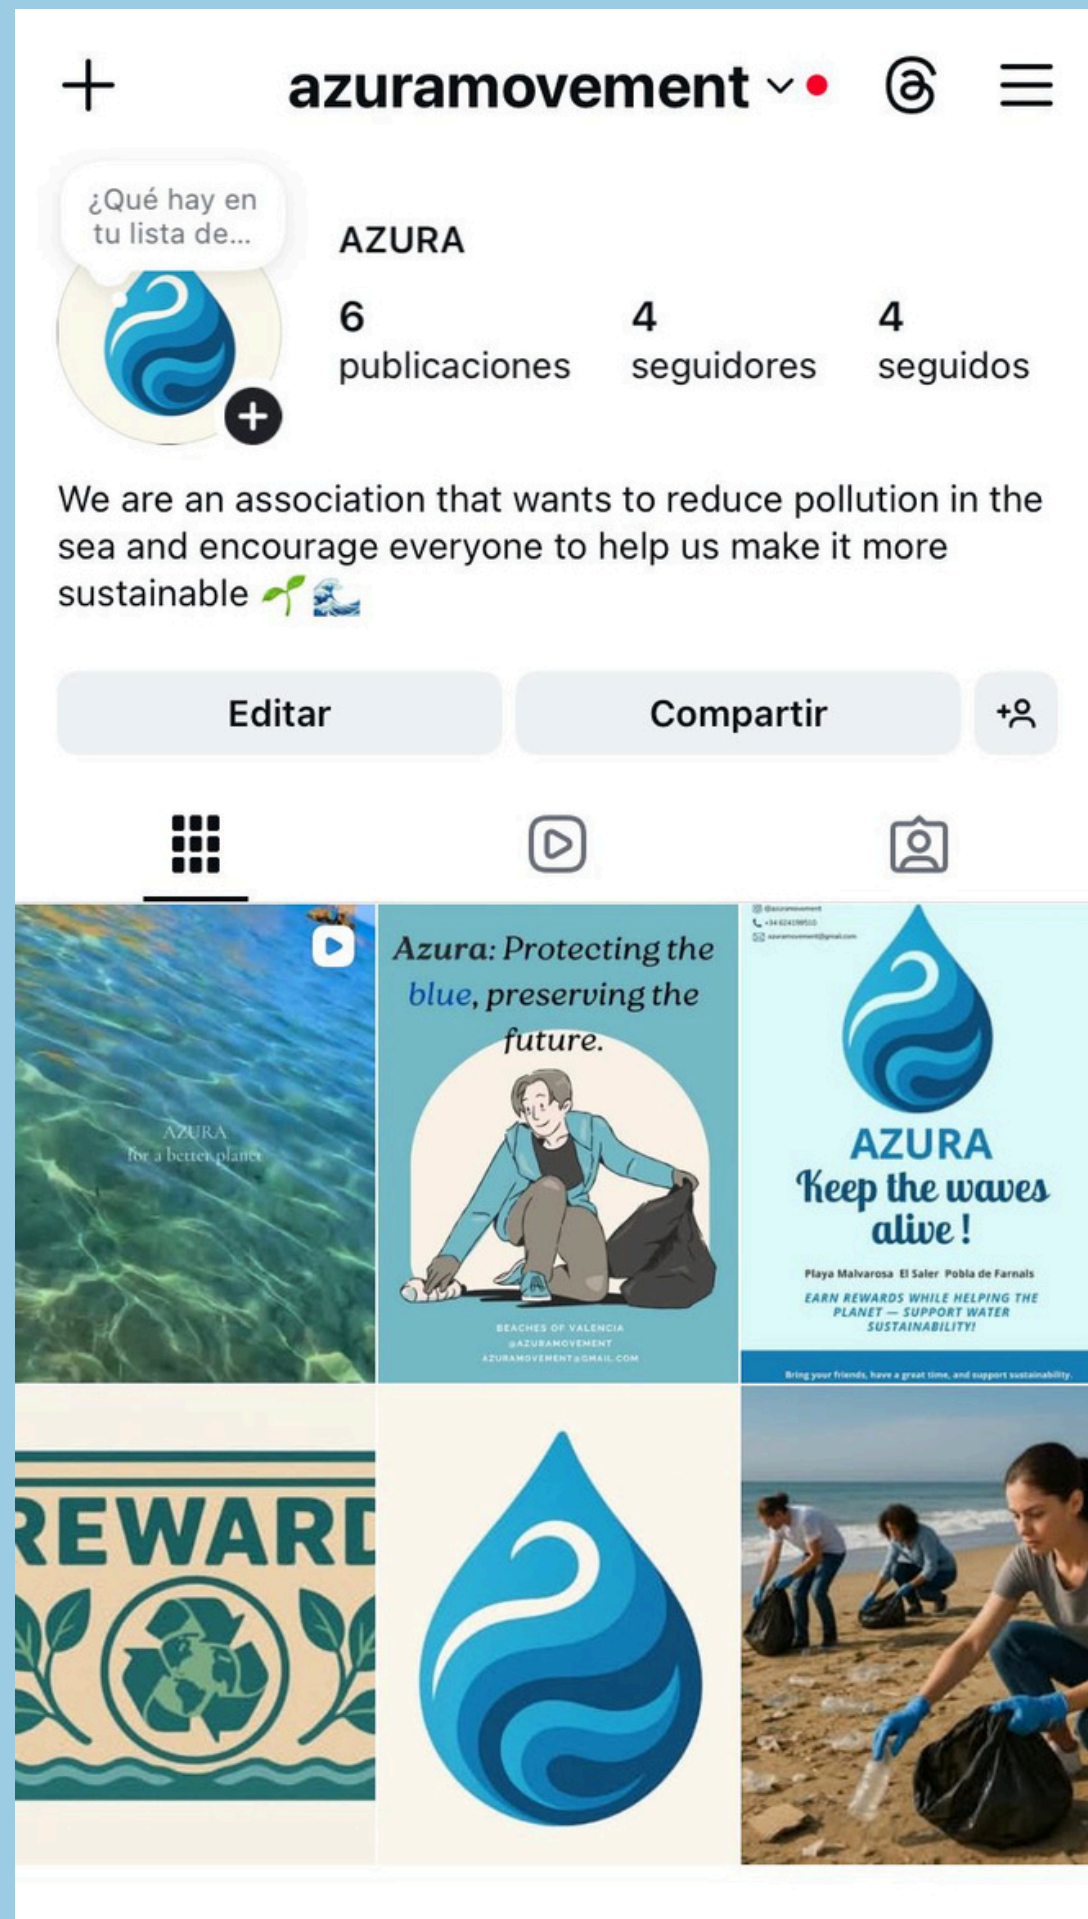 azuramovement
¿Qué hay en
tu lista de...
AZURA
6
publicaciones
4
seguidores
4
seguidos
We are an association that wants to reduce pollution in the
sea and encourage everyone to help us make it more
sustainable 🌱 🌊
Editar
Compartir
AZURA
for a better planet
Azura: Protecting the
blue, preserving the
future.
BEACHES OF VALENCIA
@AZURAMOVEMENT
AZURAMOVEMENT@GMAIL.COM
@azuramovement
azuramovement@gmail.com
AZURA
Keep the waves
alive !
Playa Malvarosa El Saler Pobla de Farnals
EARN REWARDS WHILE HELPING THE
PLANET — SUPPORT WATER
SUSTAINABILITY!
Bring your friends, have a great time, and support sustainability.
REWARD